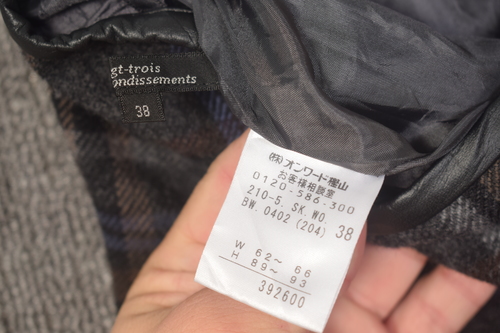 gt-trois
ndissements
38
(株)オンワード樫山
お客様相談室
0120-586-300
210-5. SK.WO 38
BW.0402 (204)
W 62~ 66
H 89~ 93
392600